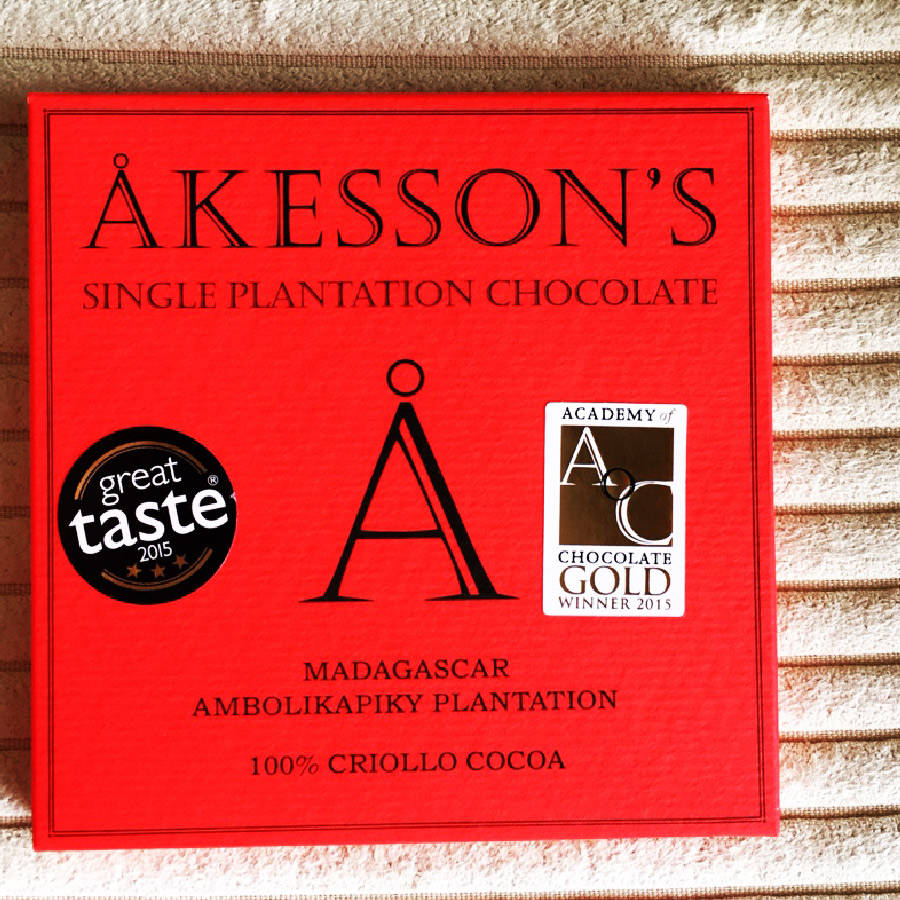 ÅKESSON'S
SINGLE PLANTATION CHOCOLATE
Å
great
taste®
2015
ACADEMY of
AOC
CHOCOLATE
GOLD
WINNER 2015
MADAGASCAR
AMBOLIKAPIKY PLANTATION
100% CRIOLLO COCOA